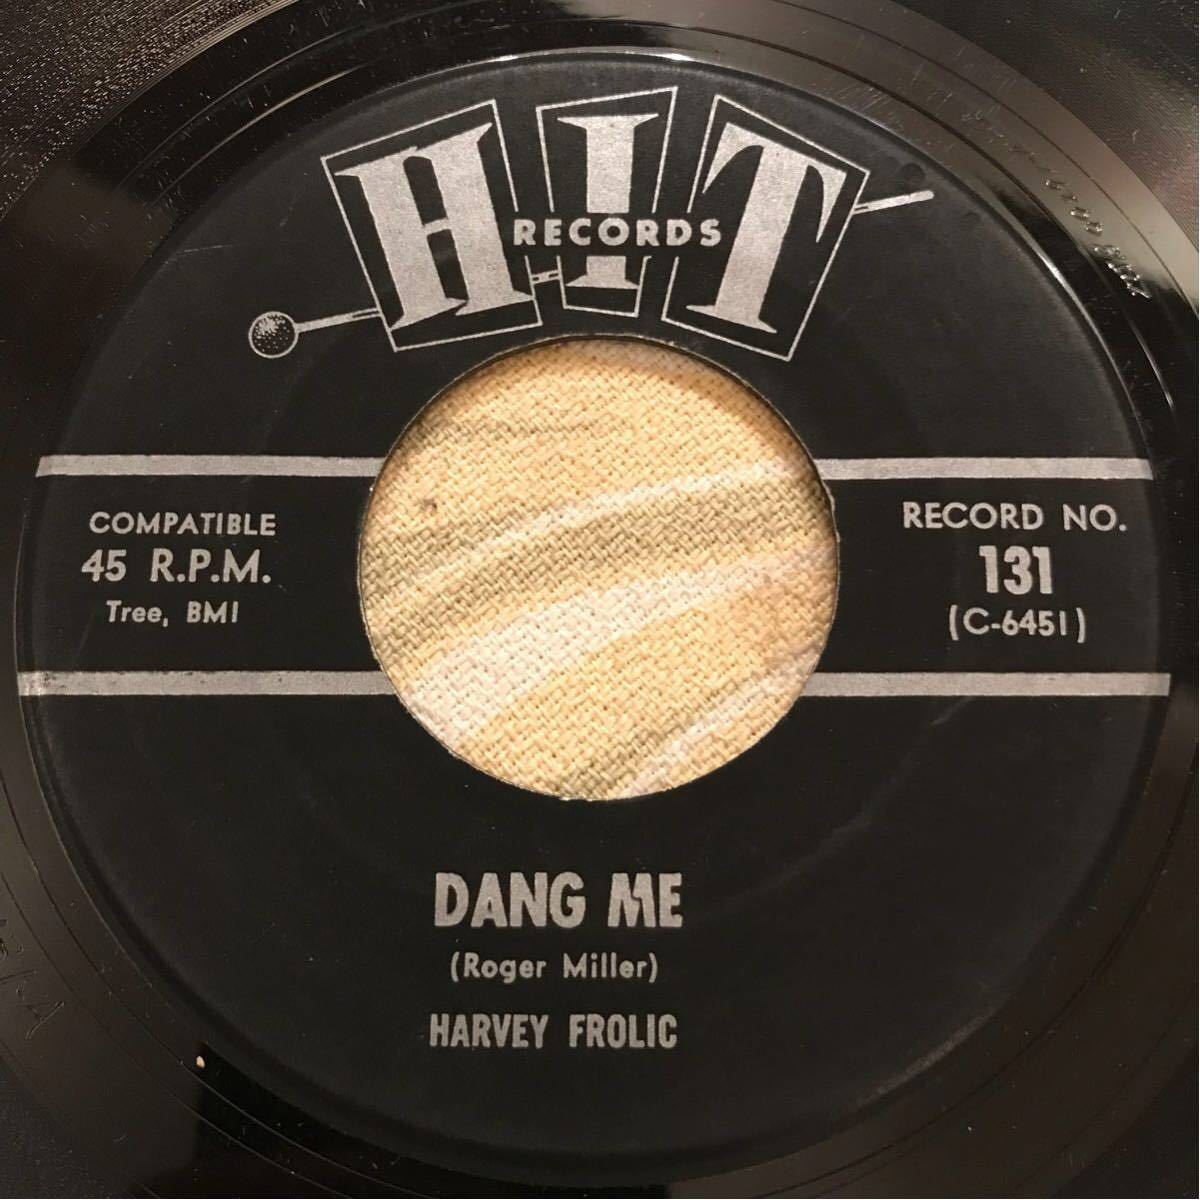 HIT
RECORDS
COMPATIBLE
45 R.P.M.
Tree, BMI
RECORD NO.
131
(C-6451)
DANG ME
(Roger Miller)
HARVEY FROLIC